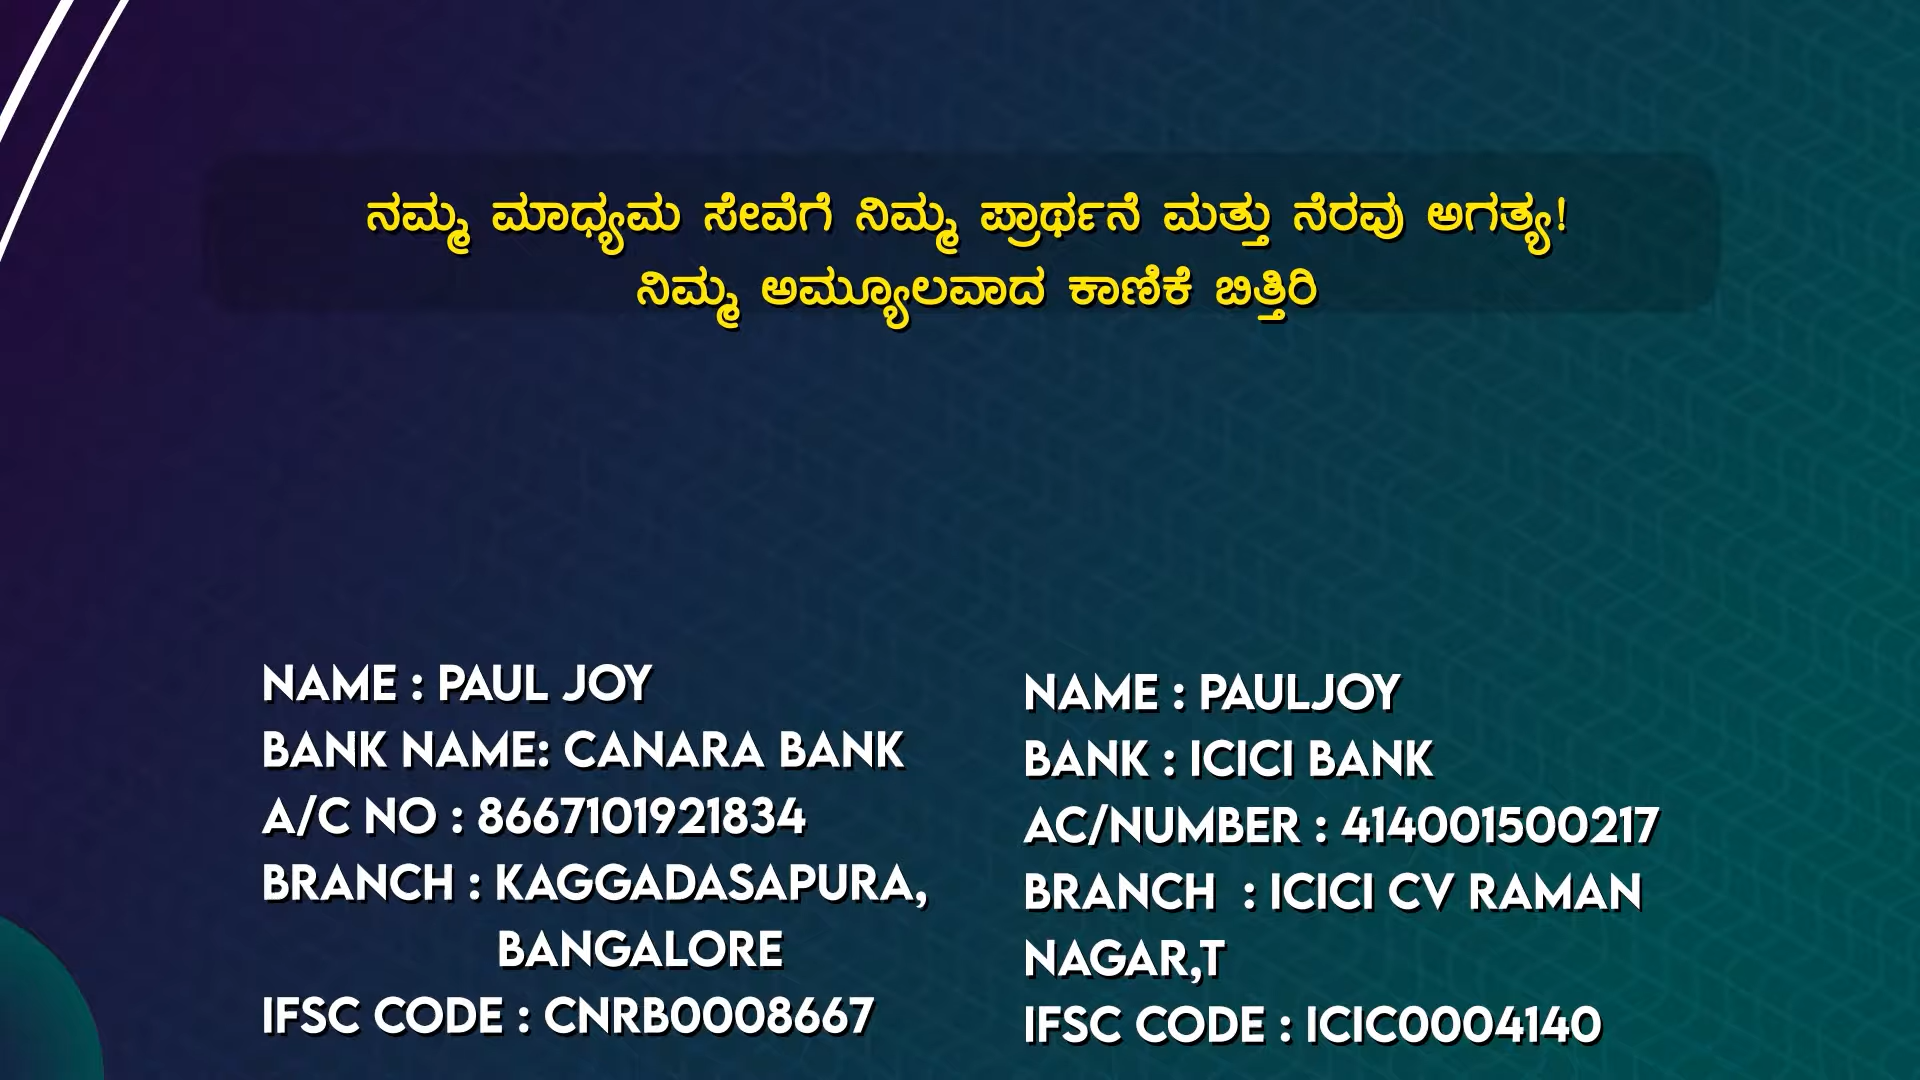 ನಮ್ಮ ಮಾಧ್ಯಮ ಸೇವೆಗೆ ನಿಮ್ಮ ಪ್ರಾರ್ಥನೆ ಮತ್ತು ನೆರವು ಅಗತ್ಯ!
ನಿಮ್ಮ ಅಮ್ಯೂಲವಾದ ಕಾಣಿಕೆ ಬಿತ್ತಿರಿ
NAME : PAUL JOY
BANK NAME: CANARA BANK
A/C NO : 8667101921834
BRANCH : KAGGADASAPURA,
BANGALORE
IFSC CODE : CNRB0008667
NAME : PAULJOY
BANK : ICICI BANK
AC/NUMBER : 414001500217
BRANCH : ICICI CV RAMAN
NAGAR,T
IFSC CODE : ICIC0004140